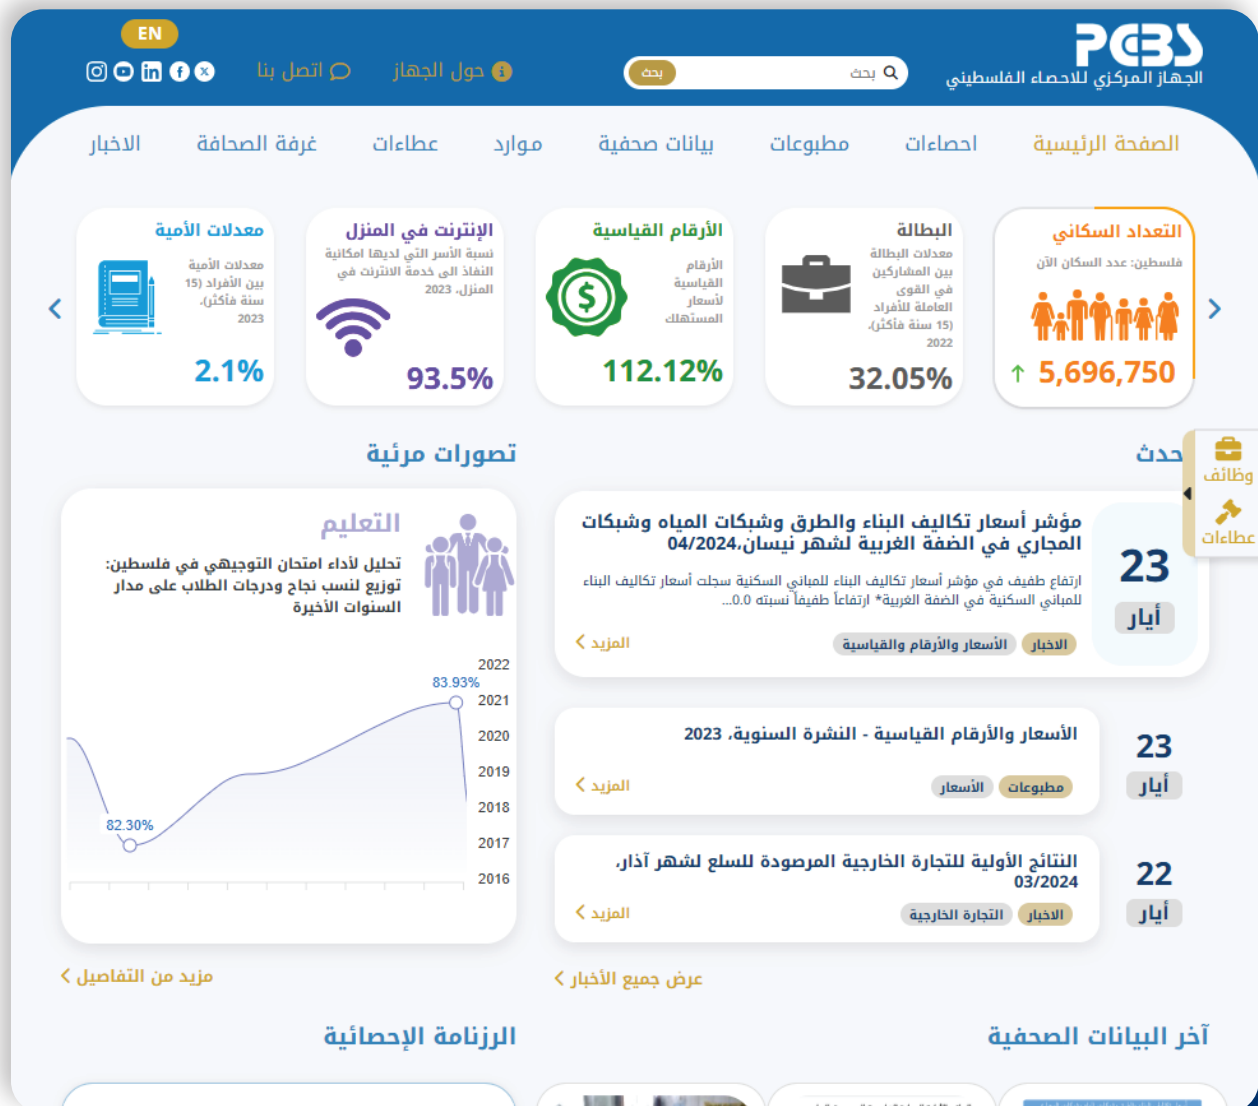 PCBS
الجهاز المركزي للاحصاء الفلسطيني
بحث
بحث
حول الجهاز
اتصل بنا
EN
الصفحة الرئيسية
احصاءات
مطبوعات
بيانات صحفية
موارد
عطاءات
غرفة الصحافة
الاخبار
التعداد السكاني
فلسطين: عدد السكان الآن
5,696,750
البطالة
معدلات البطالة
بين المشاركين
في القوى
العاملة للأفراد
(15 سنة فأكثر)،
2022
32.05%
الأرقام القياسية
الأرقام
القياسية
لأسعار
المستهلك
112.12%
الإنترنت في المنزل
نسبة الأسر التي لديها امكانية
النفاذ الى خدمة الانترنت في
المنزل، 2023
93.5%
معدلات الأمية
معدلات الأمية
بين الأفراد (15
سنة فأكثر)،
2023
2.1%
وظائف
عطاءات
حدث
23
أيار
مؤشر أسعار تكاليف البناء والطرق وشبكات المياه وشبكات
المجاري في الضفة الغربية لشهر نيسان،04/2024
ارتفاع طفيف في مؤشر أسعار تكاليف البناء للمباني السكنية سجلت أسعار تكاليف البناء
للمباني السكنية في الضفة الغربية* ارتفاعاً طفيفاً نسبته 0.0...
الاخبار
الأسعار والأرقام والقياسية
المزيد
23
أيار
الأسعار والأرقام القياسية - النشرة السنوية، 2023
مطبوعات
الأسعار
المزيد
22
أيار
النتائج الأولية للتجارة الخارجية المرصودة للسلع لشهر آذار،
03/2024
الاخبار
التجارة الخارجية
المزيد
عرض جميع الأخبار
تصورات مرئية
التعليم
تحليل لأداء امتحان التوجيهي في فلسطين:
توزيع لنسب نجاح ودرجات الطلاب على مدار
السنوات الأخيرة
2022
83.93%
2021
2020
2019
2018
82.30%
2017
2016
مزيد من التفاصيل
آخر البيانات الصحفية
الرزنامة الإحصائية